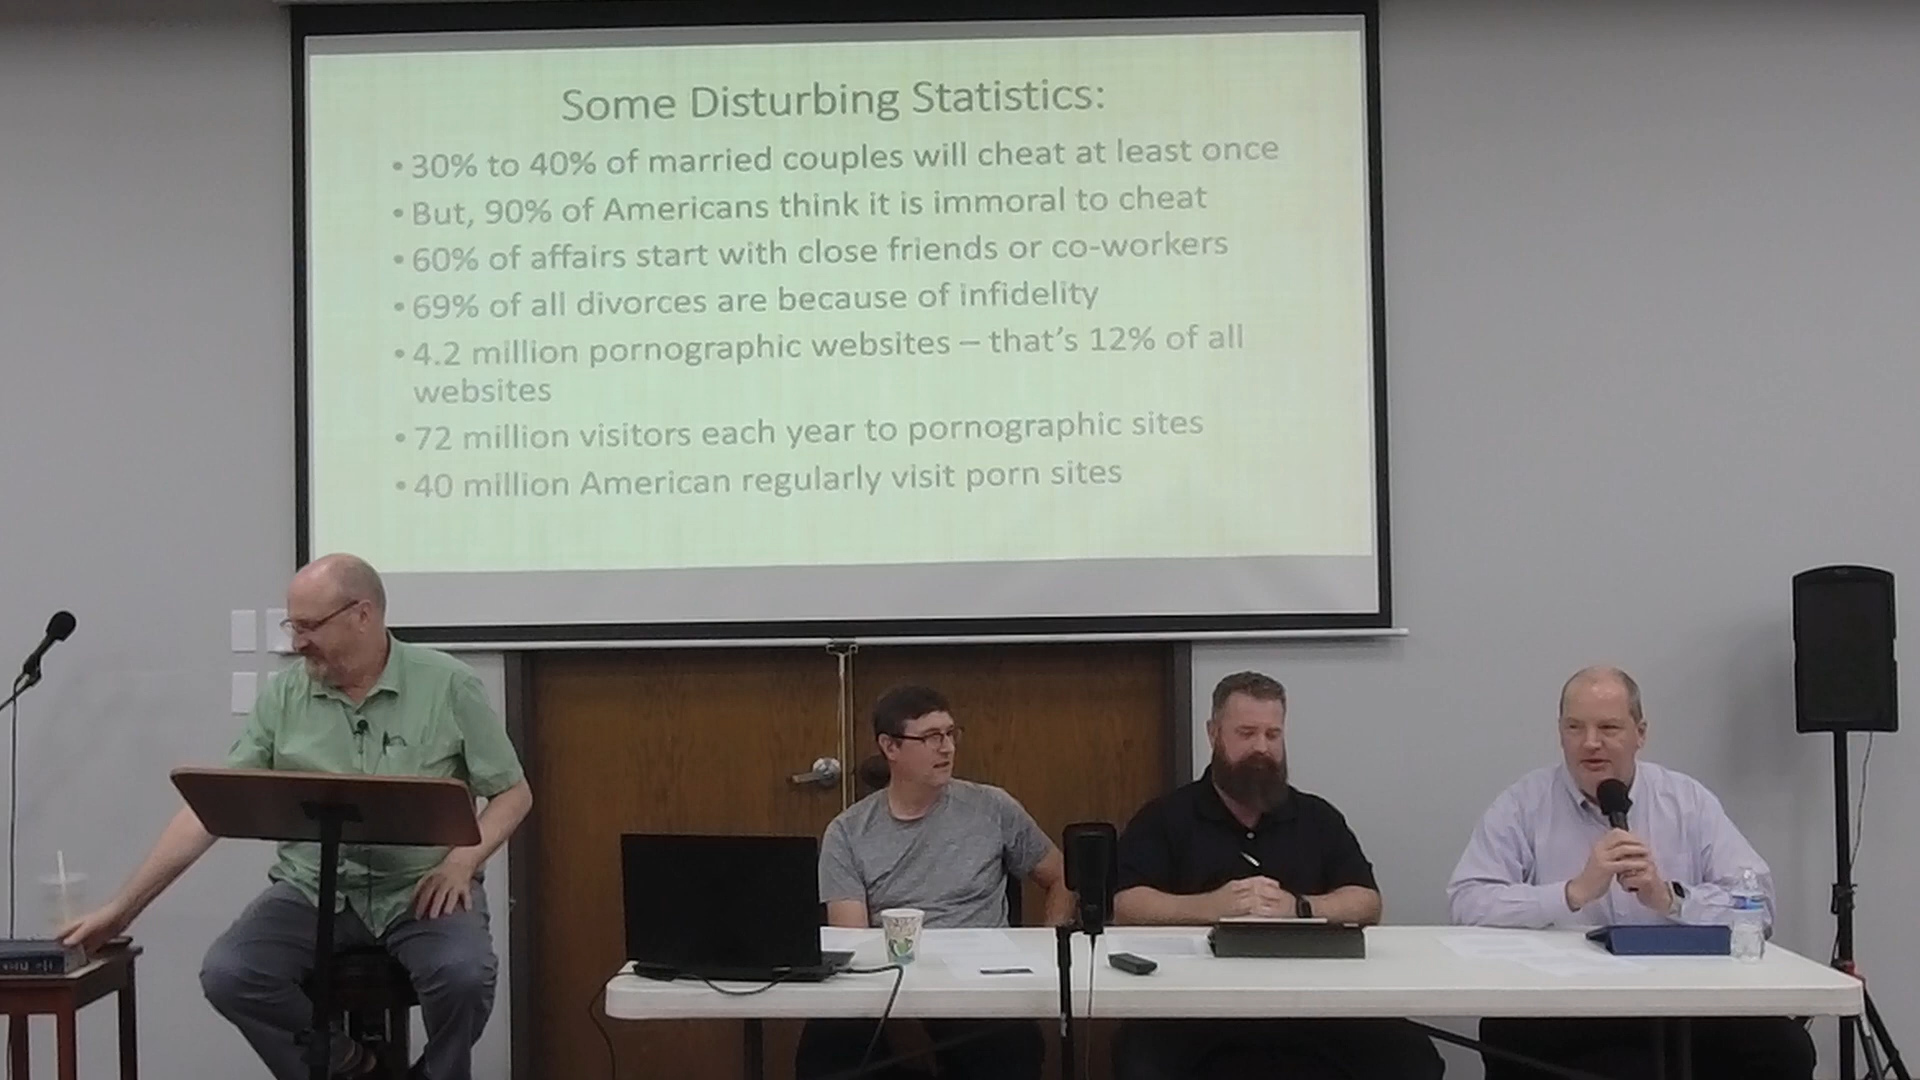 Some Disturbing Statistics:
• 30% to 40% of married couples will cheat at least once
• But, 90% of Americans think it is immoral to cheat
• 60% of affairs start with close friends or co-workers
• 69% of all divorces are because of infidelity
• 4.2 million pornographic websites – that's 12% of all
websites
• 72 million visitors each year to pornographic sites
• 40 million American regularly visit porn sites